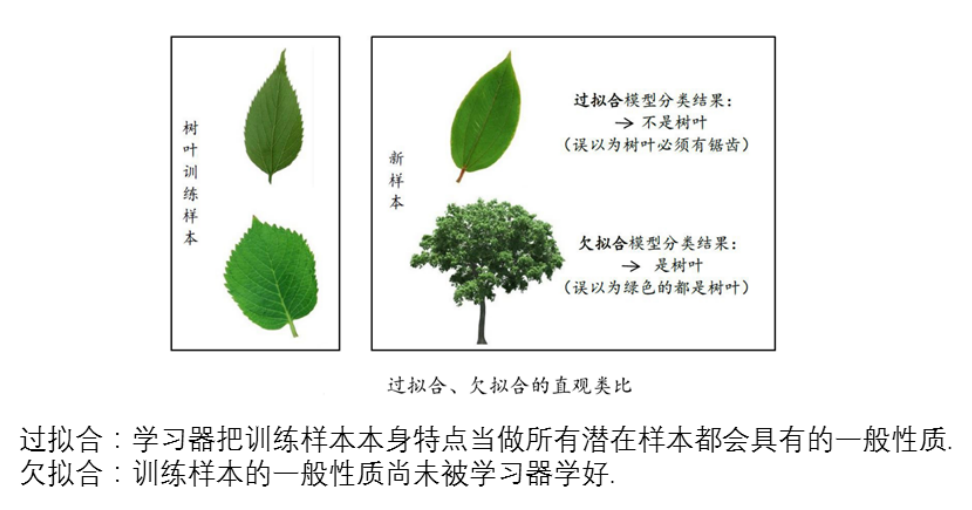 树叶训练样本
新样本
过拟合模型分类结果：
→ 不是树叶
（误以为树叶必须有锯齿）
欠拟合模型分类结果：
→ 是树叶
（误以为绿色的都是树叶）
过拟合、欠拟合的直观类比
过拟合：学习器把训练样本本身特点当做所有潜在样本都会具有的一般性质.
欠拟合：训练样本的一般性质尚未被学习器学好.